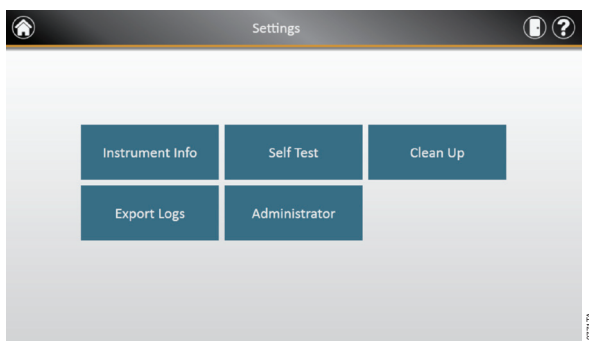 Settings
?
Instrument Info
Self Test
Clean Up
Export Logs
Administrator